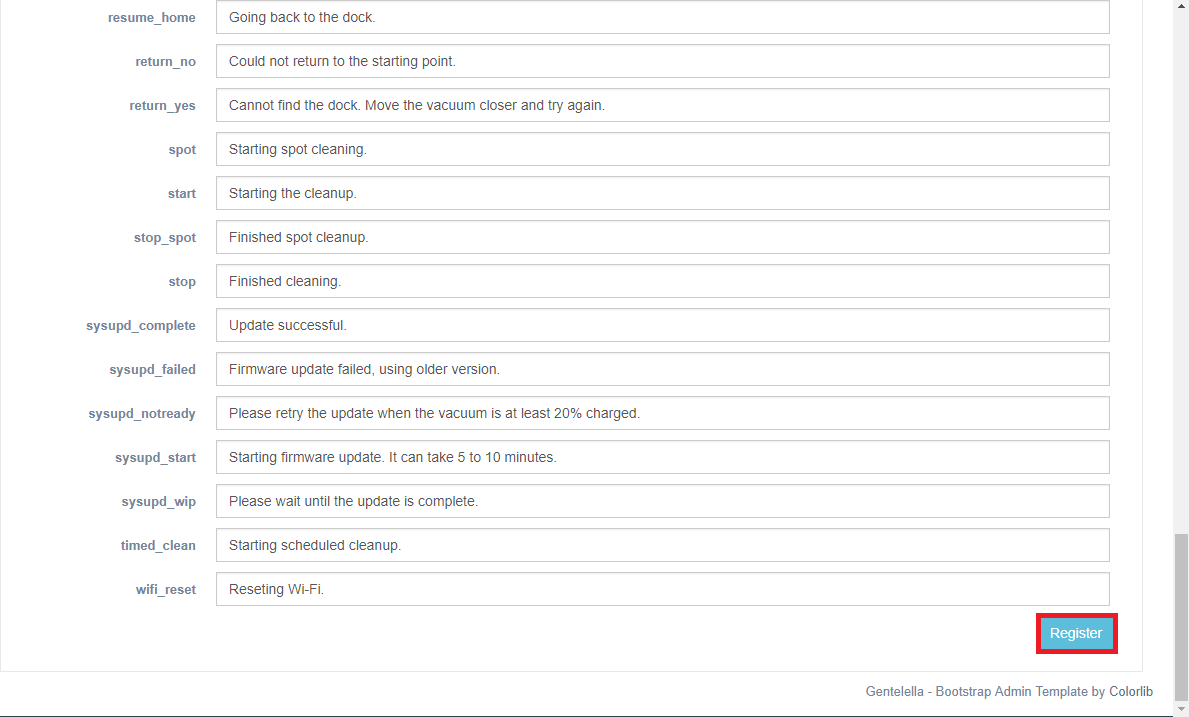 resume_home Going back to the dock.
return_no Could not return to the starting point.
return_yes Cannot find the dock. Move the vacuum closer and try again.
spot Starting spot cleaning.
start Starting the cleanup.
stop_spot Finished spot cleanup.
stop Finished cleaning.
sysupd_complete Update successful.
sysupd_failed Firmware update failed, using older version.
sysupd_notready Please retry the update when the vacuum is at least 20% charged.
sysupd_start Starting firmware update. It can take 5 to 10 minutes.
sysupd_wip Please wait until the update is complete.
timed_clean Starting scheduled cleanup.
wifi_reset Reseting Wi-Fi.
Register
Gentelella - Bootstrap Admin Template by Colorlib